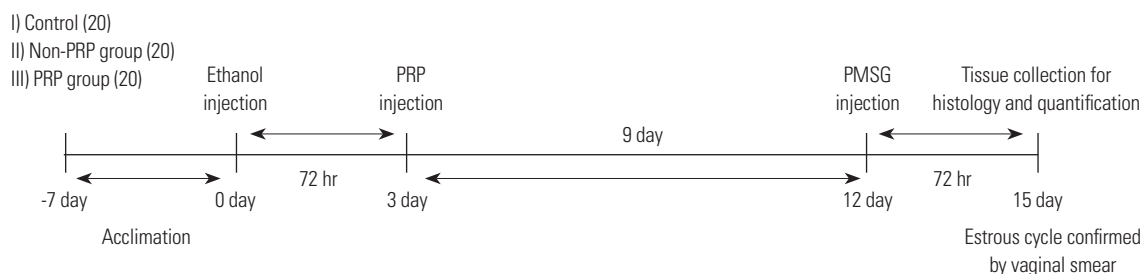 I) Control (20)
II) Non-PRP group (20)
III) PRP group (20)
Ethanol
injection
PRP
injection
PMSG
injection
Tissue collection for
histology and quantification
9 day
72 hr
72 hr
-7 day
0 day
3 day
12 day
15 day
Acclimation
Estrous cycle confirmed
by vaginal smear